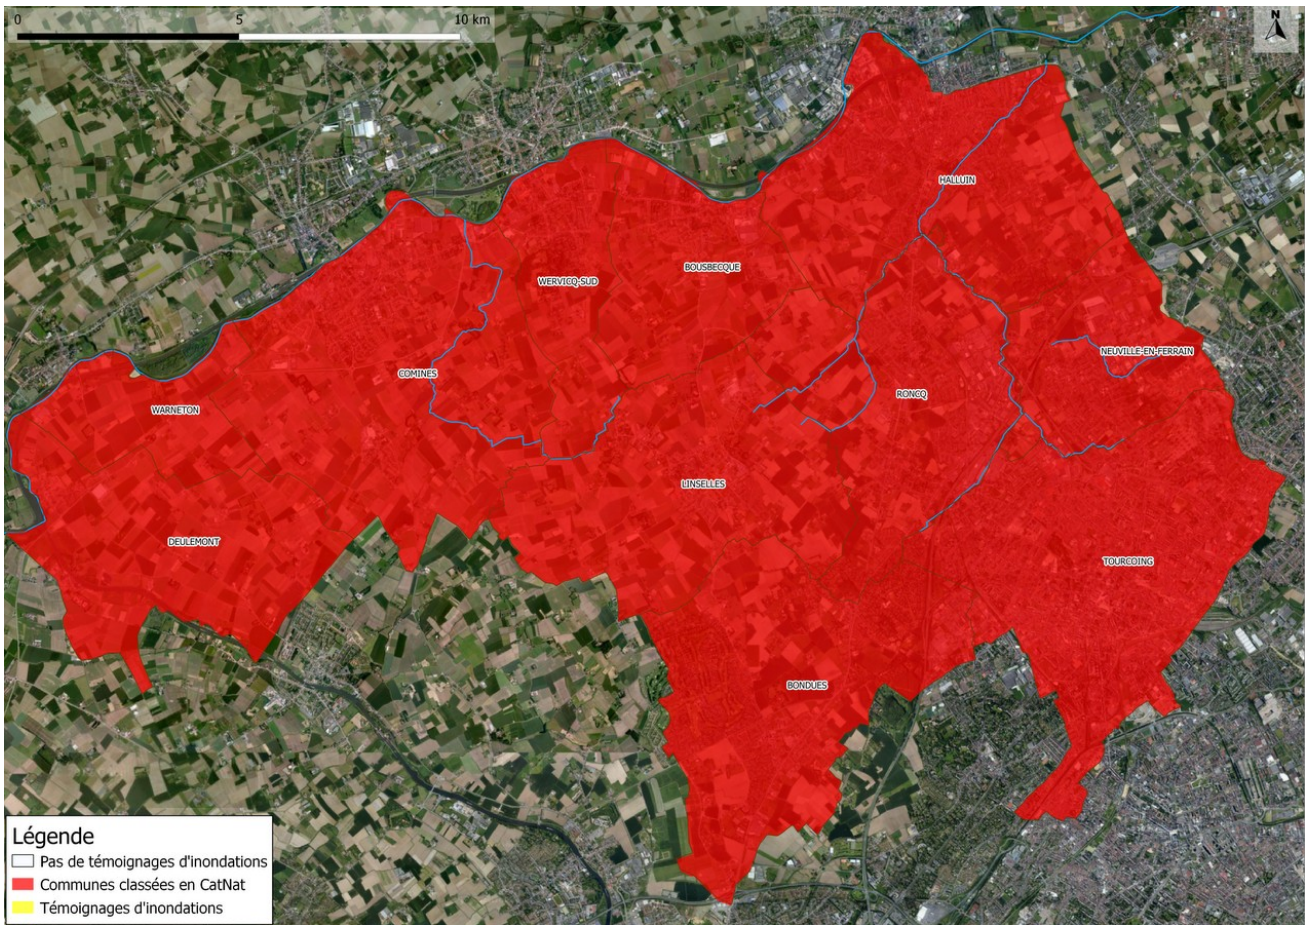 0 5 10 km
N
HALLUIN
BOUSBECQUE
WERVICQ-SUD
NEUVILLE-EN-FERRAIN
COMINES
RONCQ
WARNETON
LINSELLES
DEULEMONT
TOURCOING
BONDUES
Légende
Pas de témoignages d'inondations
Communes classées en CatNat
Témoignages d'inondations